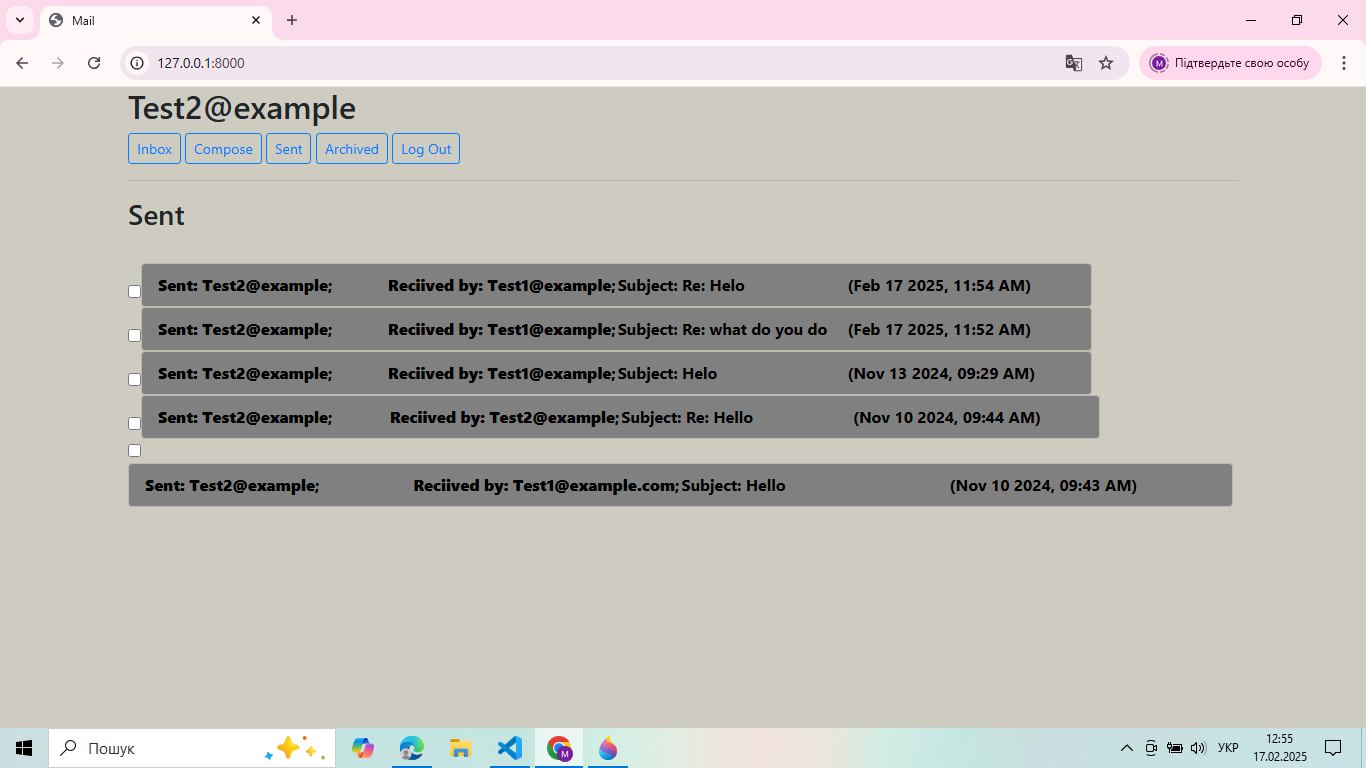 Mail
127.0.0.1:8000
Підтвердьте свою особу
Test2@example
Inbox Compose Sent Archived Log Out
Sent
Sent: Test2@example; Reciived by: Test1@example; Subject: Re: Helo (Feb 17 2025, 11:54 AM)
Sent: Test2@example; Reciived by: Test1@example; Subject: Re: what do you do (Feb 17 2025, 11:52 AM)
Sent: Test2@example; Reciived by: Test1@example; Subject: Helo (Nov 13 2024, 09:29 AM)
Sent: Test2@example; Reciived by: Test2@example; Subject: Re: Hello (Nov 10 2024, 09:44 AM)
Sent: Test2@example; Reciived by: Test1@example.com; Subject: Hello (Nov 10 2024, 09:43 AM)
Пошук
УКР
12:55
17.02.2025